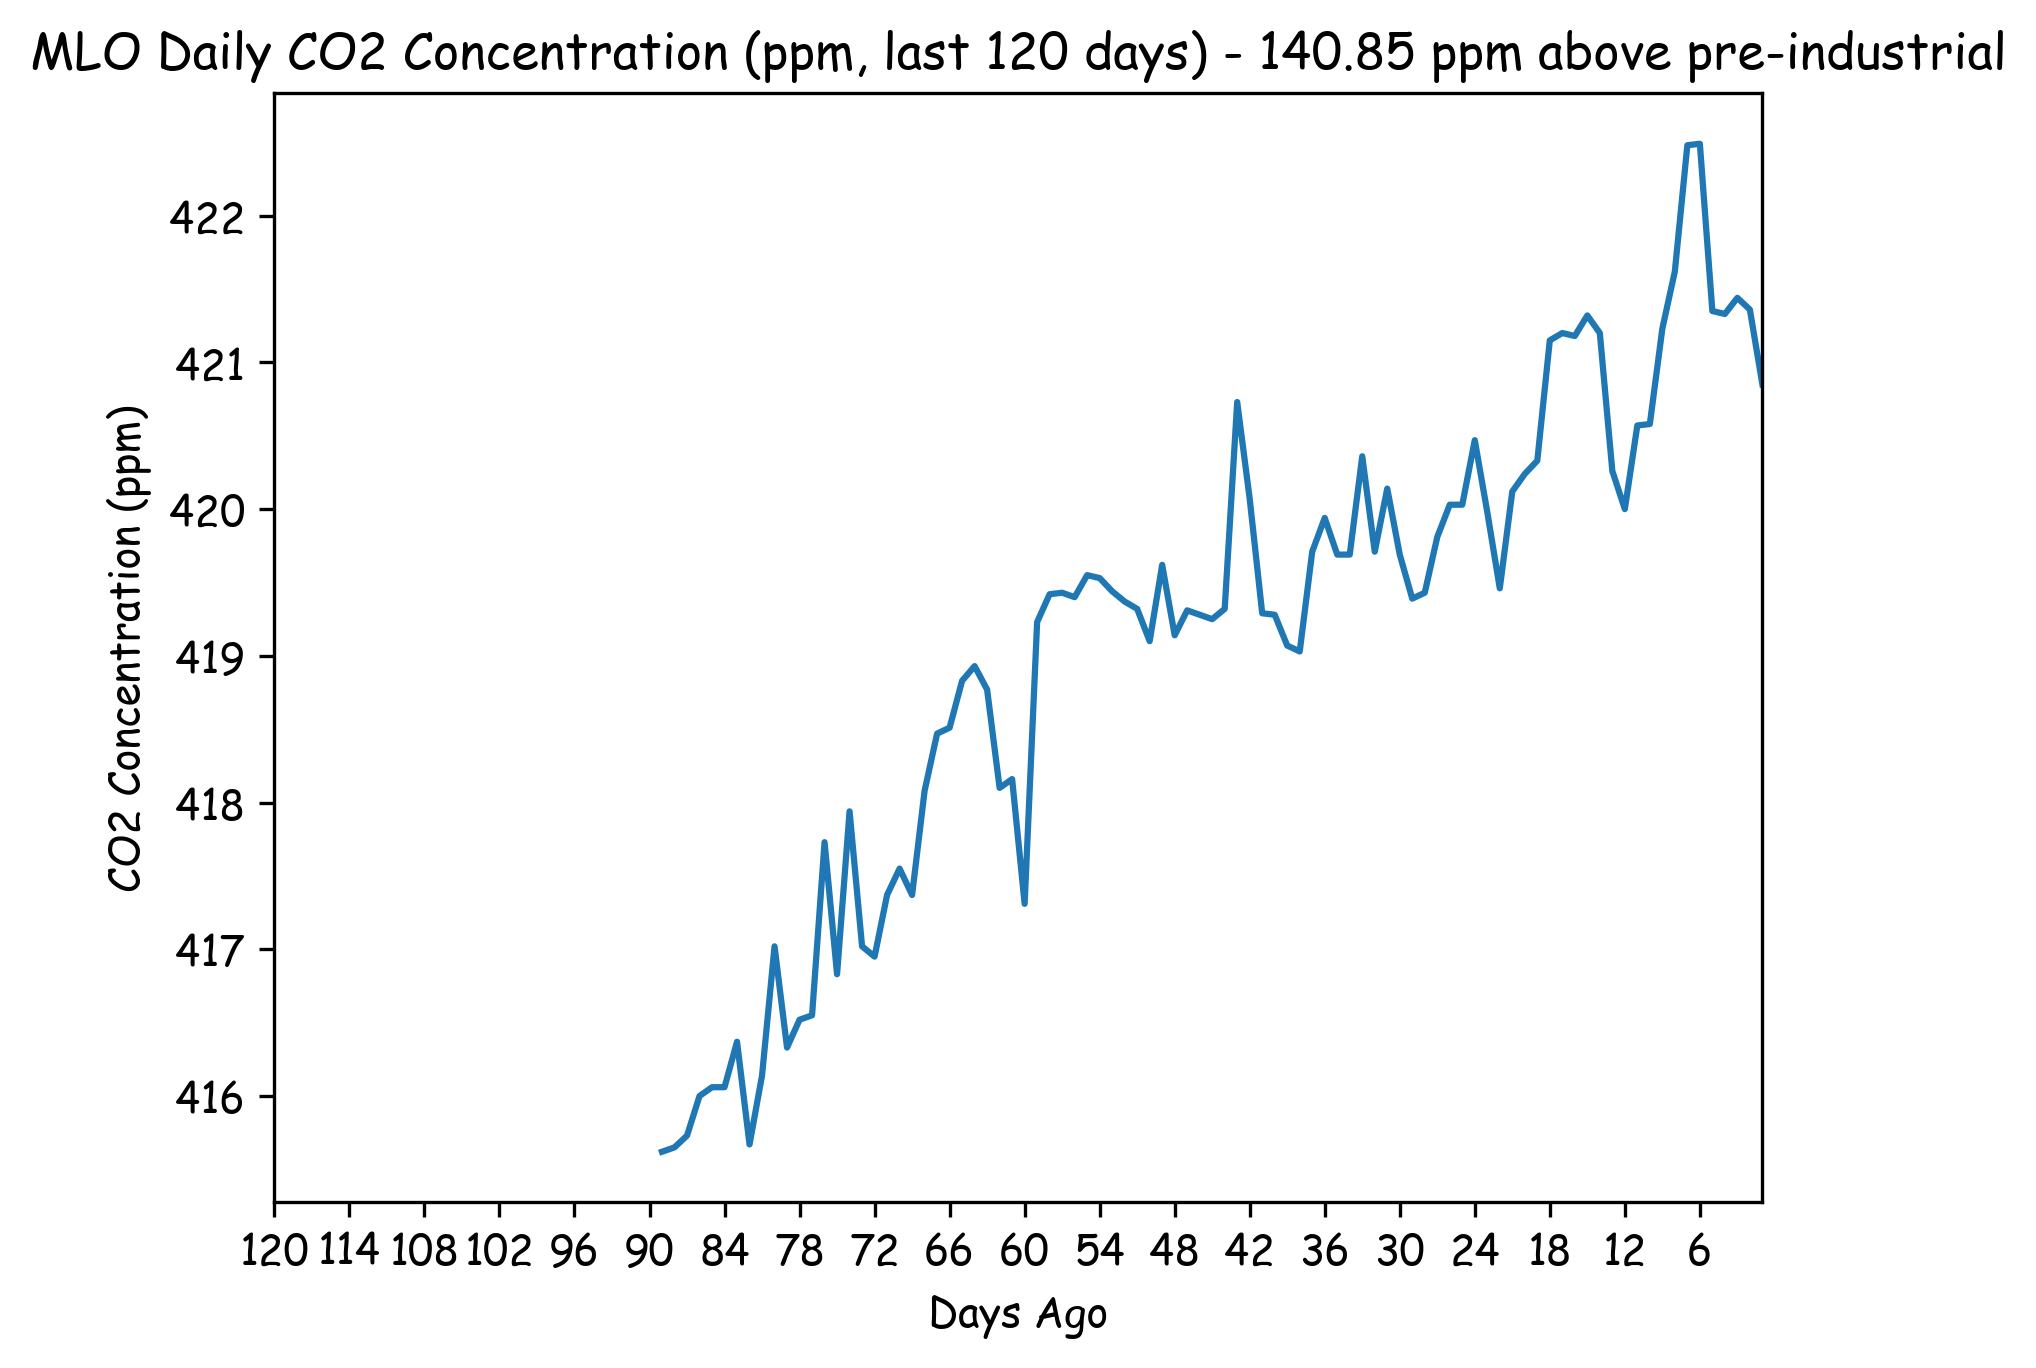 MLO Daily CO2 Concentration (ppm, last 120 days) - 140.85 ppm above pre-industrial
422
421
420
419
418
417
416
CO2 Concentration (ppm)
120 114 108 102 96 90 84 78 72 66 60 54 48 42 36 30 24 18 12 6
Days Ago